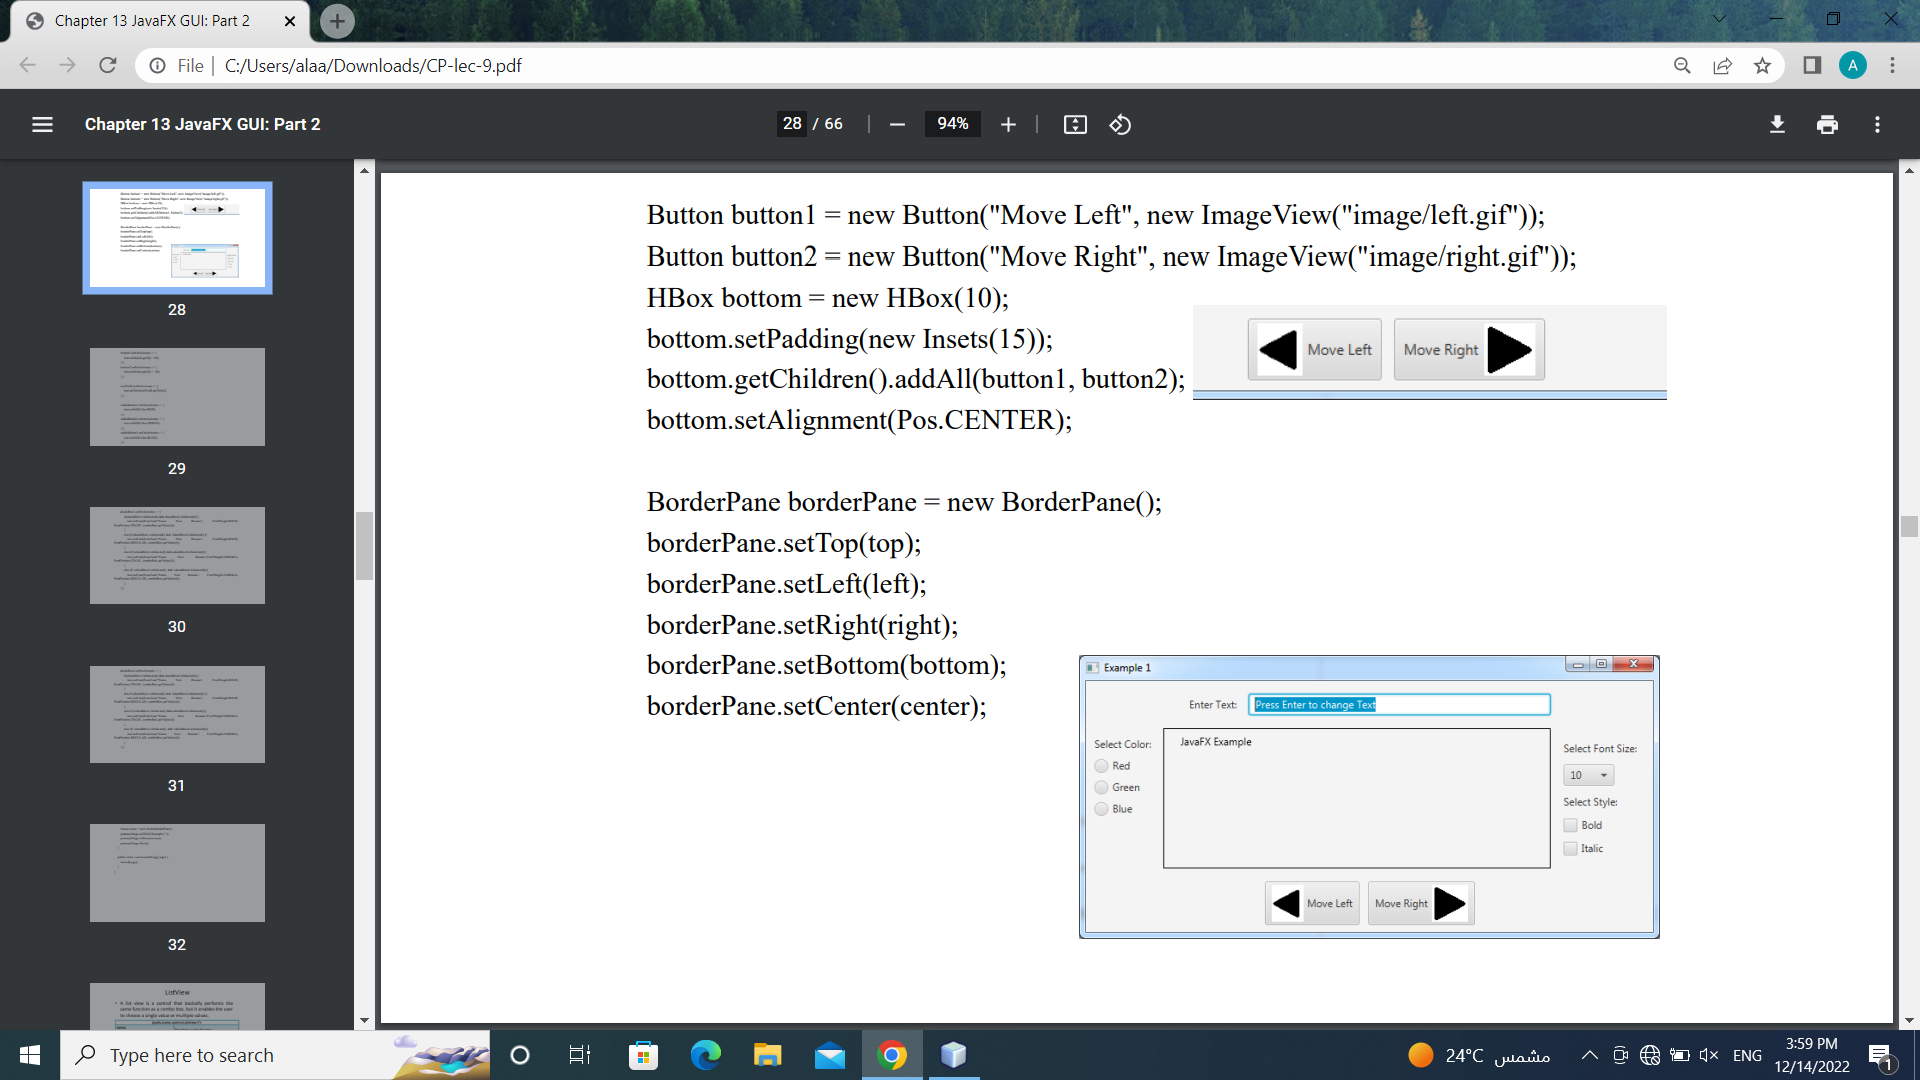 Chapter 13 JavaFX GUI: Part 2
File
C:/Users/alaa/Downloads/CP-lec-9.pdf
A
Chapter 13 JavaFX GUI: Part 2
28 / 66
94%
28
29
30
31
32
ListView
Button button1 = new Button("Move Left", new ImageView("image/left.gif"));
Button button2 = new Button("Move Right", new ImageView("image/right.gif"));
HBox bottom = new HBox(10);
bottom.setPadding(new Insets(15));
bottom.getChildren().addAll(button1, button2);
bottom.setAlignment(Pos.CENTER);
Move Left
Move Right
BorderPane borderPane = new BorderPane();
borderPane.setTop(top);
borderPane.setLeft(left);
borderPane.setRight(right);
borderPane.setBottom(bottom);
borderPane.setCenter(center);
Example 1
Enter Text:
Press Enter to change Text
Select Color:
Red
Green
Blue
JavaFX Example
Select Font Size:
10
Select Style:
Bold
Italic
Move Left
Move Right
Type here to search
24°C مشمس
ENG
3:59 PM
12/14/2022
1